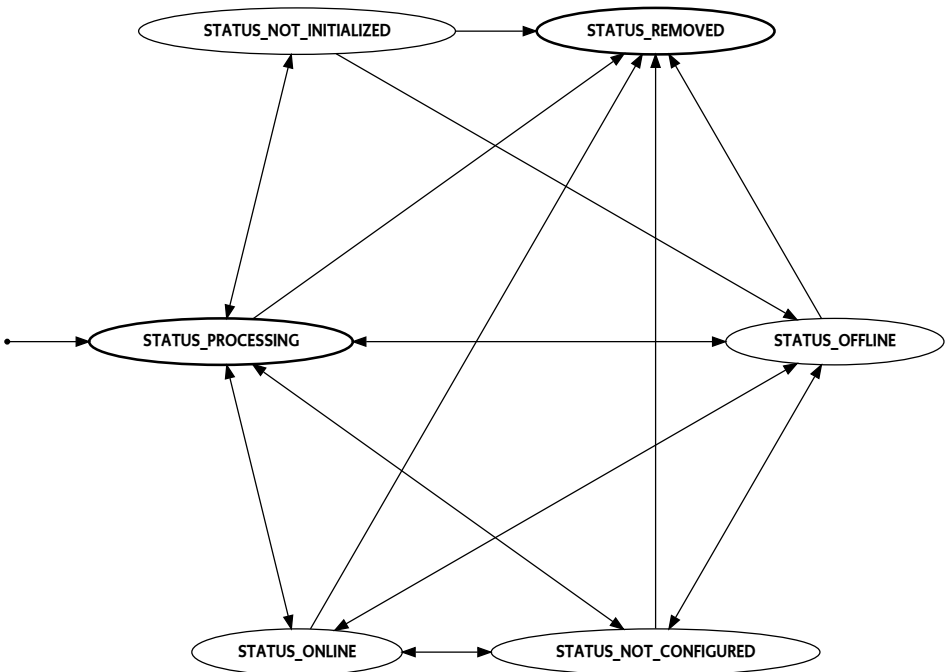 STATUS_NOT_INITIALIZED
STATUS_REMOVED
STATUS_PROCESSING
STATUS_OFFLINE
STATUS_ONLINE
STATUS_NOT_CONFIGURED